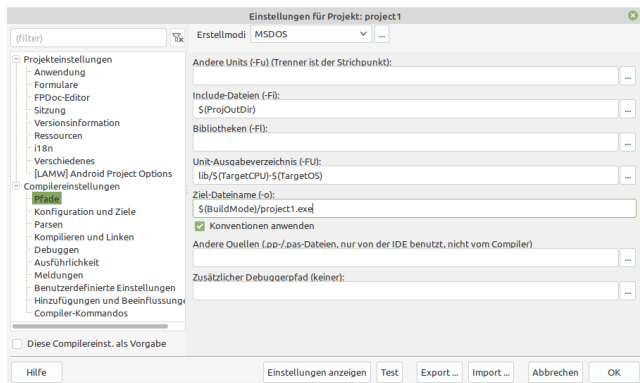 Einstellungen für Projekt: project1
(filter)
Erstellmodi MSDOS ...
Projekteinstellungen
Anwendung
Formulare
FPDoc-Editor
Sitzung
Versionsinformation
Ressourcen
i18n
Verschiedenes
[LAMW] Android Project Options
Compilereinstellungen
Pfade
Konfiguration und Ziele
Parsen
Kompilieren und Linken
Debuggen
Ausführlichkeit
Meldungen
Benutzerdefinierte Einstellungen
Hinzufügungen und Beeinflussunge
Compiler-Kommandos
Diese Compilereinst. als Vorgabe
Andere Units (-Fu) (Trenner ist der Strichpunkt):
...
Include-Dateien (-Fi):
$(ProjOutDir) ...
Bibliotheken (-Fl):
...
Unit-Ausgabeverzeichnis (-FU):
lib/$(TargetCPU)-$(TargetOS) ...
Ziel-Dateiname (-o):
$(BuildMode)/project1.exe
Konventionen anwenden
Andere Quellen (.pp-/.pas-Dateien, nur von der IDE benutzt, nicht vom Compiler)
...
Zusätzlicher Debuggerpfad (keiner):
...
Hilfe Einstellungen anzeigen Test Export ... Import ... Abbrechen OK